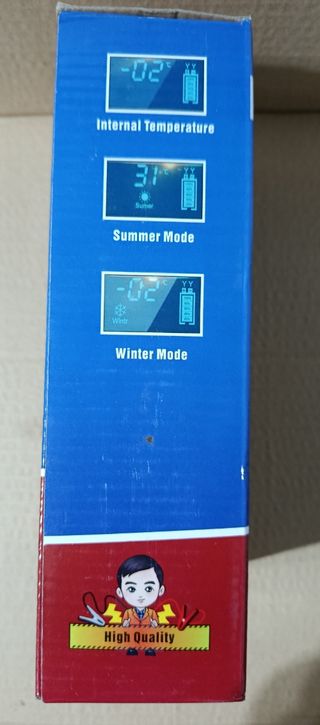 -02°C
Internal Temperature
31°C
Sumer
Summer Mode
-02°C
Wintr
Winter Mode
High Quality